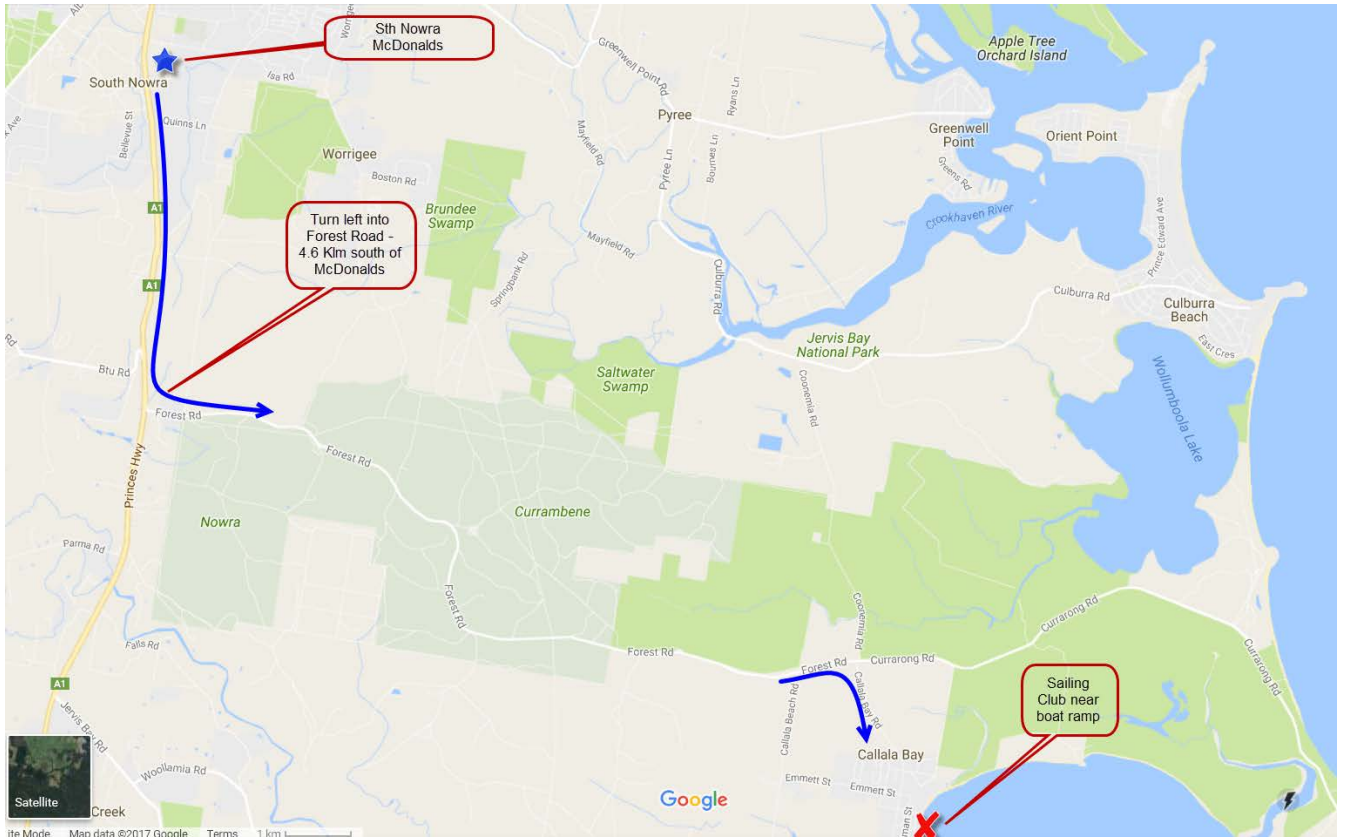 Sth Nowra
McDonalds
South Nowra
Isa Rd
Worrigee
Bellevue St
Quinns Ln
Boston Rd
A1
Greenwell Point Rd
Apple Tree
Orchard Island
Pyree
Ryans Ln
Mayfield Rd
Pyree Ln
Bournes Ln
Greenwell
Point
Orient Point
Greens Rd
Turn left into
Forest Road -
4.6 Klm south of
McDonalds
Brundee
Swamp
Mayfield Rd
Crookhaven River
Prince Edward Ave
Springbank Rd
A1
Culburra Rd
Culburra Rd
Culburra
Beach
East Cres
Btu Rd
Saltwater
Swamp
Jervis Bay
National Park
Coonemia Rd
Wollumboola Lake
Forest Rd
Forest Rd
Princes Hwy
Nowra
Currambene
Parma Rd
Forest Rd
Coonemia Rd
Currarong Rd
Falls Rd
Forest Rd
Forest Rd
Currarong Rd
Currarong Rd
A1
Sailing
Club near
boat ramp
Jervis Bay Rd
Callala Beach Rd
Callala Bay Rd
Callala Bay
Woollamia Rd
Emmett St
Emmett St
Satellite
Google
Creek
ite Mode
Map data ©2017 Google
Terms
1 km